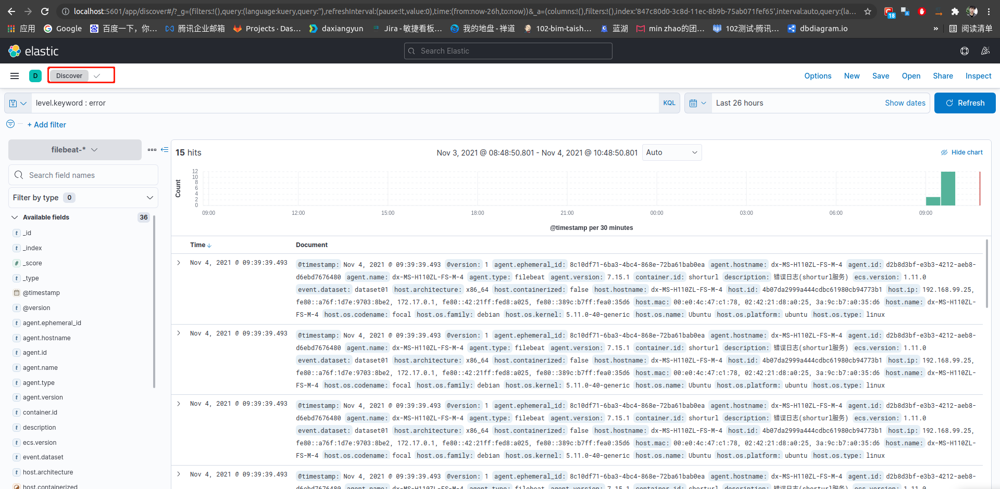 localhost:5601/app/discover#/?_g=(filters:!(),query:(language:kuery,query:''),refreshInterval:(pause:!t,value:0),time:(from:now-26h,to:now))&_a=(columns:!(),filters:!(),index:'847c80d0-3c8d-11ec-8b9b-75ab071fef65',interval:auto,query:(la...
18
应用 Google 百度一下，你... 腾讯企业邮箱 Projects · Das... daxiangyun Jira - 敏捷看板... 我的地盘 - 禅道 102-bim-taish... 蓝湖 min zhao的团... 102测试-腾讯... dbdiagram.io » 阅读清单
elastic
Search Elastic
D Discover
Options New Save Open Share Inspect
level.keyword : error
KQL
Last 26 hours
Show dates
Refresh
+ Add filter
filebeat-*
Search field names
Filter by type 0
Available fields 36
t _id
t _index
# _score
t _type
@timestamp
t @version
t agent.ephemeral_id
t agent.hostname
t agent.id
t agent.name
t agent.type
t agent.version
t container.id
t description
t ecs.version
t event.dataset
t host.architecture
host.containerized
15 hits
Nov 3, 2021 @ 08:48:50.801 - Nov 4, 2021 @ 10:48:50.801
Auto
Hide chart
Count
12
10
8
6
4
2
0
09:00 12:00 15:00 18:00 21:00 00:00 03:00 06:00 09:00
@timestamp per 30 minutes
Time Document
Nov 4, 2021 @ 09:39:39.493 @timestamp: Nov 4, 2021 @ 09:39:39.493 @version: 1 agent.ephemeral_id: 8c10df71-6ba3-4bc4-868e-72ba61bab0ea agent.hostname: dx-MS-H110ZL-FS-M-4 agent.id: d2b8d3bf-e3b3-4212-aeb8-
d6ebd7676480 agent.name: dx-MS-H110ZL-FS-M-4 agent.type: filebeat agent.version: 7.15.1 container.id: shorturl description: 错误日志(shorturl服务) ecs.version: 1.11.0
event.dataset: dataset01 host.architecture: x86_64 host.containerized: false host.hostname: dx-MS-H110ZL-FS-M-4 host.id: 4b07da2999a444cdbc61980cb94773b1 host.ip: 192.168.99.25,
fe80::a76f:1d7e:9703:8be2, 172.17.0.1, fe80::42:21ff:fed8:a025, fe80::389c:b7ff:fea0:35d6 host.mac: 00:e0:4c:47:c1:78, 02:42:21:d8:a0:25, 3a:9c:b7:a0:35:d6 host.name: dx-MS-H110ZL-
FS-M-4 host.os.codename: focal host.os.family: debian host.os.kernel: 5.11.0-40-generic host.os.name: Ubuntu host.os.platform: ubuntu host.os.type: linux
Nov 4, 2021 @ 09:39:39.493 @timestamp: Nov 4, 2021 @ 09:39:39.493 @version: 1 agent.ephemeral_id: 8c10df71-6ba3-4bc4-868e-72ba61bab0ea agent.hostname: dx-MS-H110ZL-FS-M-4 agent.id: d2b8d3bf-e3b3-4212-aeb8-
d6ebd7676480 agent.name: dx-MS-H110ZL-FS-M-4 agent.type: filebeat agent.version: 7.15.1 container.id: shorturl description: 错误日志(shorturl服务) ecs.version: 1.11.0
event.dataset: dataset01 host.architecture: x86_64 host.containerized: false host.hostname: dx-MS-H110ZL-FS-M-4 host.id: 4b07da2999a444cdbc61980cb94773b1 host.ip: 192.168.99.25,
fe80::a76f:1d7e:9703:8be2, 172.17.0.1, fe80::42:21ff:fed8:a025, fe80::389c:b7ff:fea0:35d6 host.mac: 00:e0:4c:47:c1:78, 02:42:21:d8:a0:25, 3a:9c:b7:a0:35:d6 host.name: dx-MS-H110ZL-
FS-M-4 host.os.codename: focal host.os.family: debian host.os.kernel: 5.11.0-40-generic host.os.name: Ubuntu host.os.platform: ubuntu host.os.type: linux
Nov 4, 2021 @ 09:39:39.493 @timestamp: Nov 4, 2021 @ 09:39:39.493 @version: 1 agent.ephemeral_id: 8c10df71-6ba3-4bc4-868e-72ba61bab0ea agent.hostname: dx-MS-H110ZL-FS-M-4 agent.id: d2b8d3bf-e3b3-4212-aeb8-
d6ebd7676480 agent.name: dx-MS-H110ZL-FS-M-4 agent.type: filebeat agent.version: 7.15.1 container.id: shorturl description: 错误日志(shorturl服务) ecs.version: 1.11.0
event.dataset: dataset01 host.architecture: x86_64 host.containerized: false host.hostname: dx-MS-H110ZL-FS-M-4 host.id: 4b07da2999a444cdbc61980cb94773b1 host.ip: 192.168.99.25,
fe80::a76f:1d7e:9703:8be2, 172.17.0.1, fe80::42:21ff:fed8:a025, fe80::389c:b7ff:fea0:35d6 host.mac: 00:e0:4c:47:c1:78, 02:42:21:d8:a0:25, 3a:9c:b7:a0:35:d6 host.name: dx-MS-H110ZL-
FS-M-4 host.os.codename: focal host.os.family: debian host.os.kernel: 5.11.0-40-generic host.os.name: Ubuntu host.os.platform: ubuntu host.os.type: linux
Nov 4, 2021 @ 09:39:39.493 @timestamp: Nov 4, 2021 @ 09:39:39.493 @version: 1 agent.ephemeral_id: 8c10df71-6ba3-4bc4-868e-72ba61bab0ea agent.hostname: dx-MS-H110ZL-FS-M-4 agent.id: d2b8d3bf-e3b3-4212-aeb8-
d6ebd7676480 agent.name: dx-MS-H110ZL-FS-M-4 agent.type: filebeat agent.version: 7.15.1 container.id: shorturl description: 错误日志(shorturl服务) ecs.version: 1.11.0